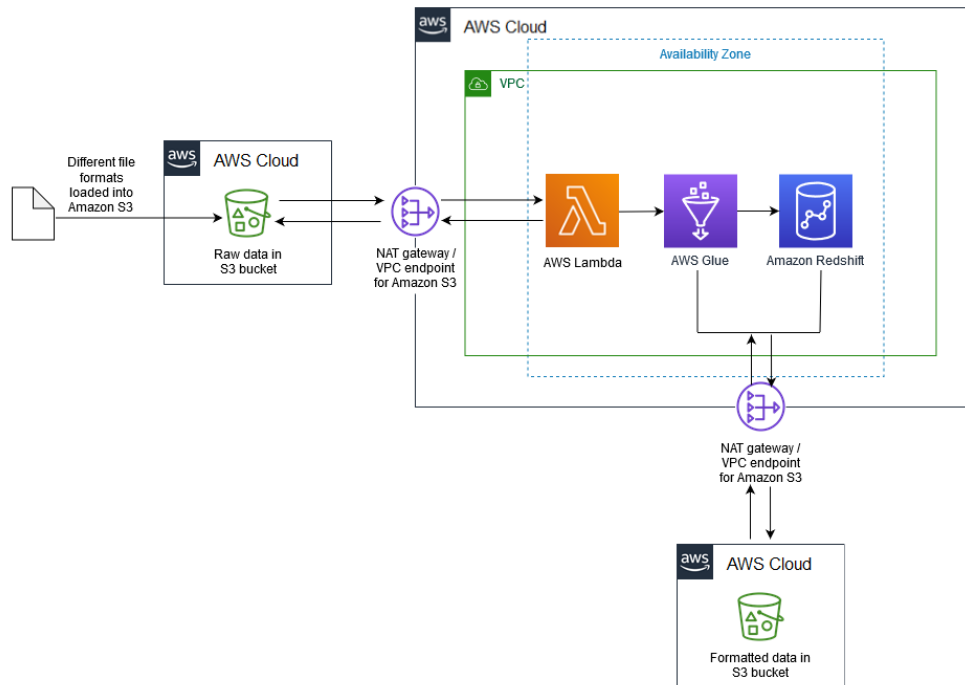 aws
AWS Cloud
Availability Zone
VPC
Different file
formats
loaded into
Amazon S3
aws
AWS Cloud
Raw data in
S3 bucket
NAT gateway /
VPC endpoint
for Amazon S3
AWS Lambda
AWS Glue
Amazon Redshift
NAT gateway /
VPC endpoint
for Amazon S3
aws
AWS Cloud
Formatted data in
S3 bucket